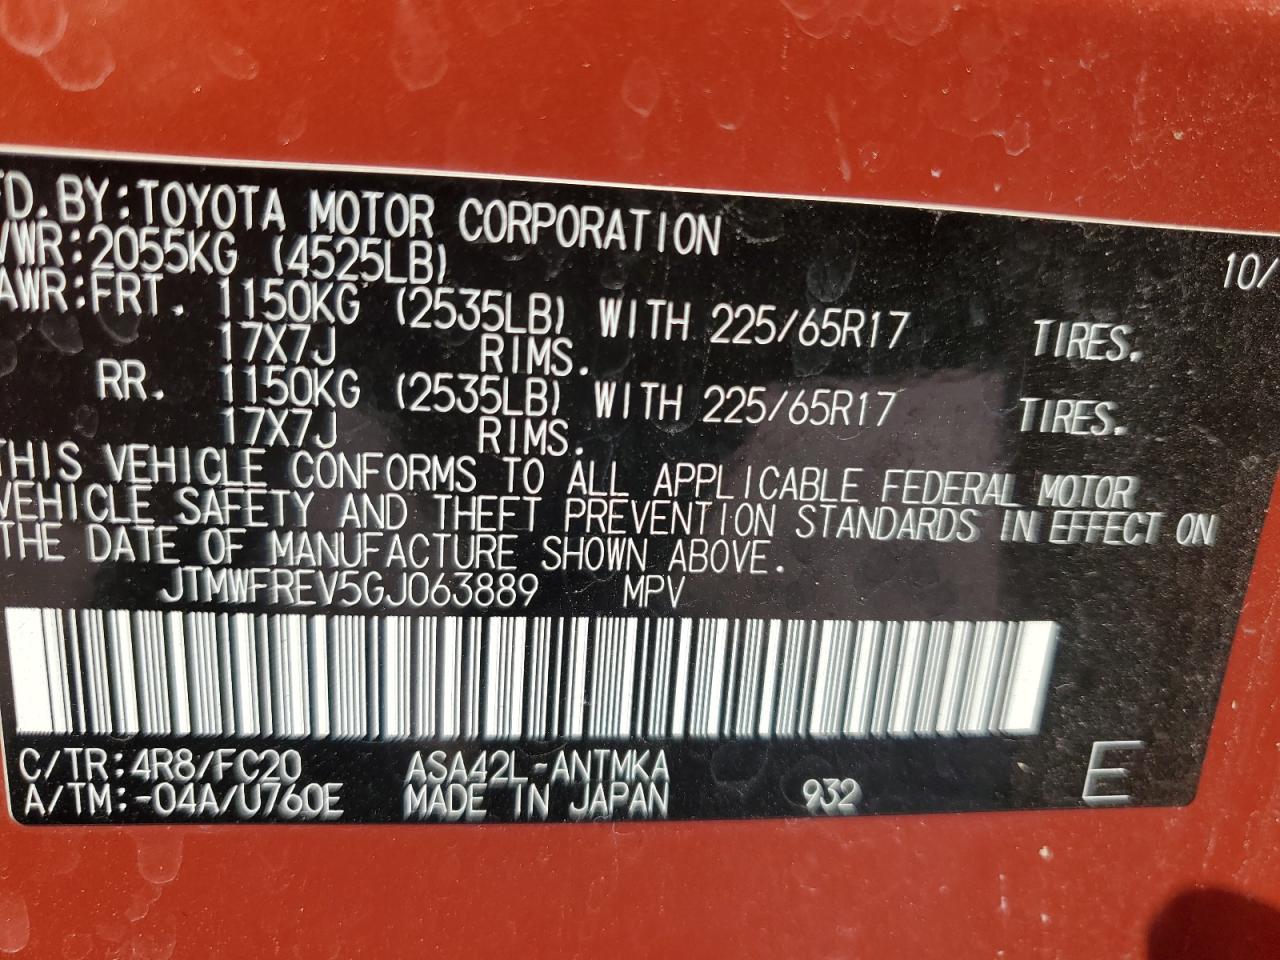 FD. BY: TOYOTA MOTOR CORPORATION
VWR: 2055KG (4525LB) 10/
AWR: FRT. 1150KG (2535LB) WITH 225/65R17 TIRES.
17X7J RIMS.
RR. 1150KG (2535LB) WITH 225/65R17 TIRES.
17X7J RIMS.
THIS VEHICLE CONFORMS TO ALL APPLICABLE FEDERAL MOTOR
VEHICLE SAFETY AND THEFT PREVENTION STANDARDS IN EFFECT ON
THE DATE OF MANUFACTURE SHOWN ABOVE.
JTMWFREV5GJ063889 MPV
C/TR: 4R8/FC20 ASA42L-ANTMKA
A/TM: -04A/U760E MADE IN JAPAN 932 E